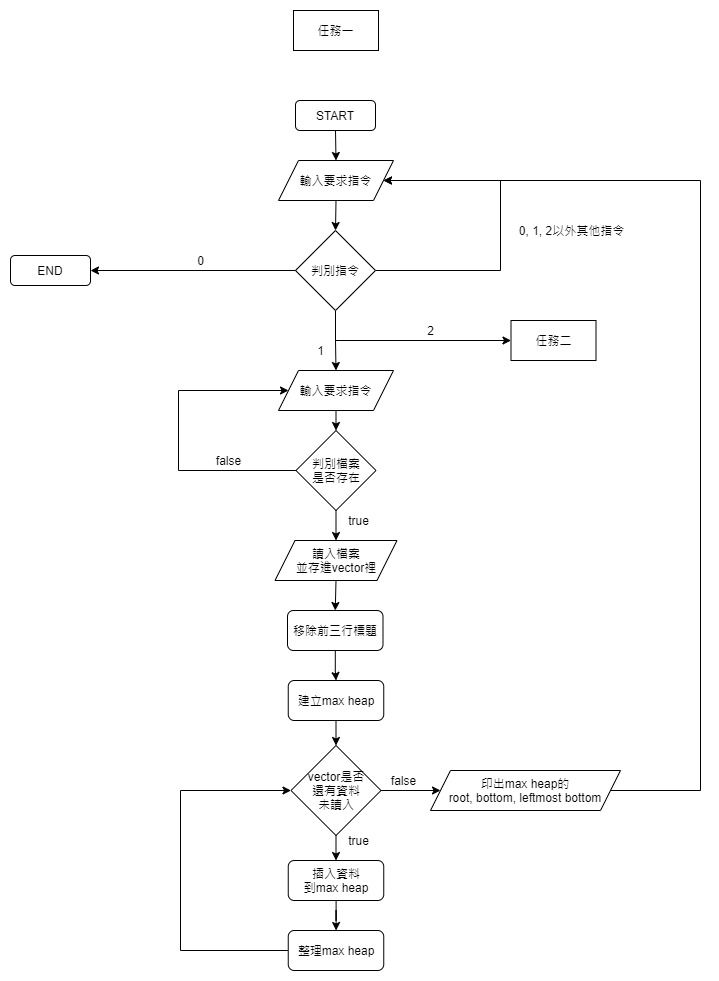 任務一
START
輸入要求指令
0, 1, 2以外其他指令
判別指令
0
END
2
任務二
1
輸入要求指令
判別檔案
是否存在
false
true
讀入檔案
並存進vector裡
移除前三行標題
建立max heap
vector是否
還有資料
未讀入
false
印出max heap的
root, bottom, leftmost bottom
true
插入資料
到max heap
整理max heap